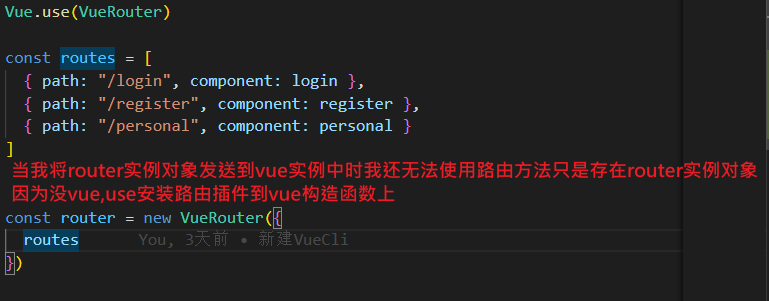 Vue.use(VueRouter)
const routes = [
{ path: "/login", component: login },
{ path: "/register", component: register },
{ path: "/personal", component: personal }
]
当我将router实例对象发送到vue实例中时我还无法使用路由方法只是存在router实例对象
因为没vue,use安装路由插件到vue构造函数上
const router = new VueRouter({
routes You, 3天前 • 新建VueCli
})